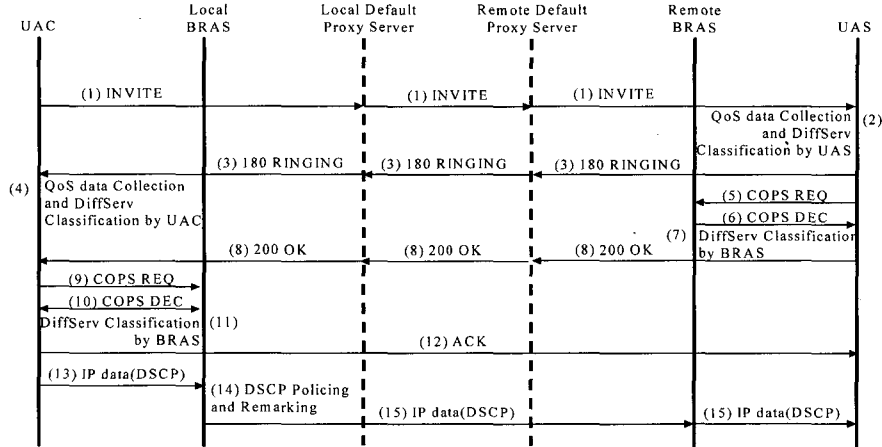 UAC
Local
BRAS
Local Default
Proxy Server
Remote Default
Proxy Server
Remote
BRAS
UAS
(1) INVITE
(1) INVITE
(1) INVITE
QoS data Collection
and DiffServ
Classification by UAS
(2)
(3) 180 RINGING
(3) 180 RINGING
(3) 180 RINGING
(4)
QoS data Collection
and DiffServ
Classification by UAC
(5) COPS REQ
(6) COPS DEC
(7)
DiffServ Classification
by BRAS
(8) 200 OK
(8) 200 OK
(8) 200 OK
(9) COPS REQ
(10) COPS DEC
DiffServ Classification
by BRAS
(11)
(12) ACK
(13) IP data(DSCP)
(14) DSCP Policing
and Remarking
(15) IP data(DSCP)
(15) IP data(DSCP)